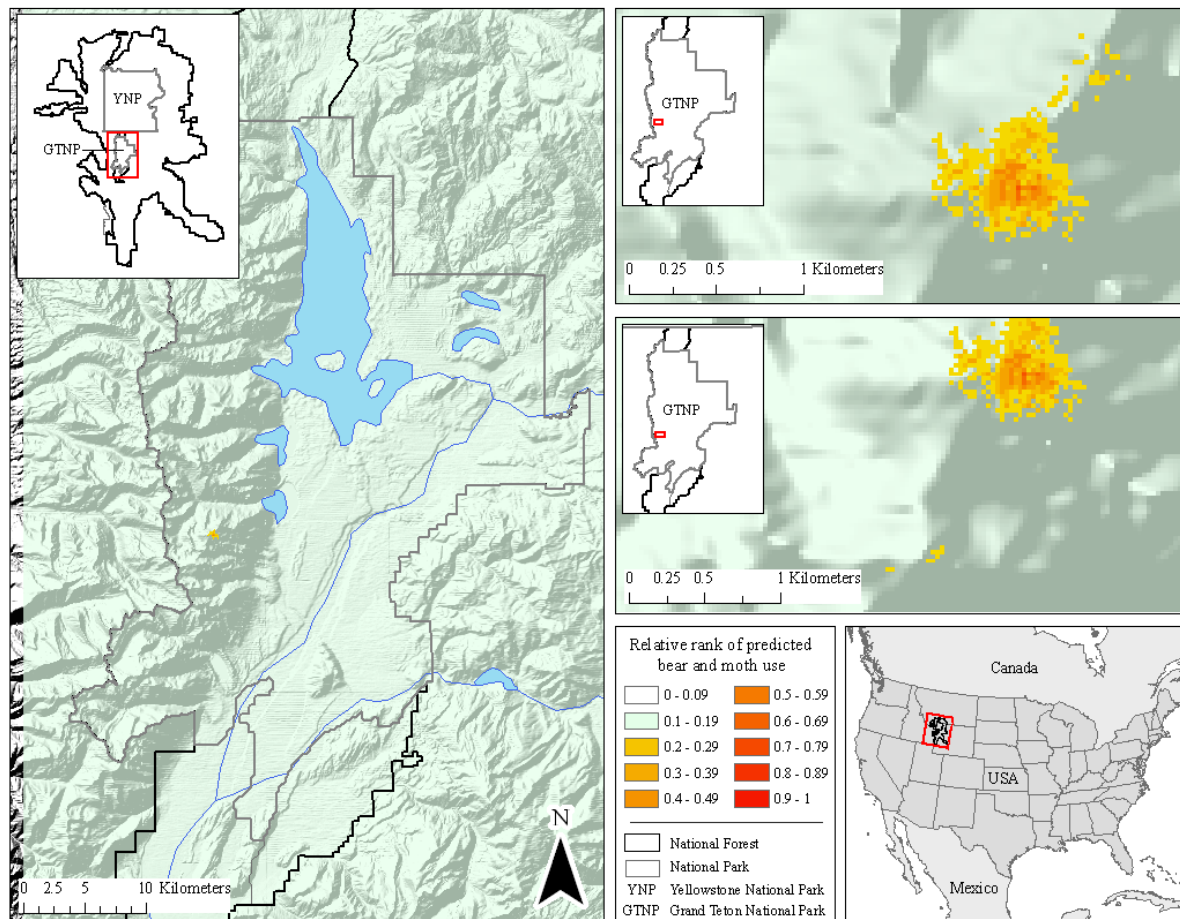 YNP
GTNP
N
0 2.5 5 10 Kilometers
GTNP
0 0.25 0.5 1 Kilometers
GTNP
0 0.25 0.5 1 Kilometers
Relative rank of predicted
bear and moth use
0 - 0.09 0.5 - 0.59
0.1 - 0.19 0.6 - 0.69
0.2 - 0.29 0.7 - 0.79
0.3 - 0.39 0.8 - 0.89
0.4 - 0.49 0.9 - 1
National Forest
National Park
YNP Yellowstone National Park
GTNP Grand Teton National Park
Canada
USA
Mexico